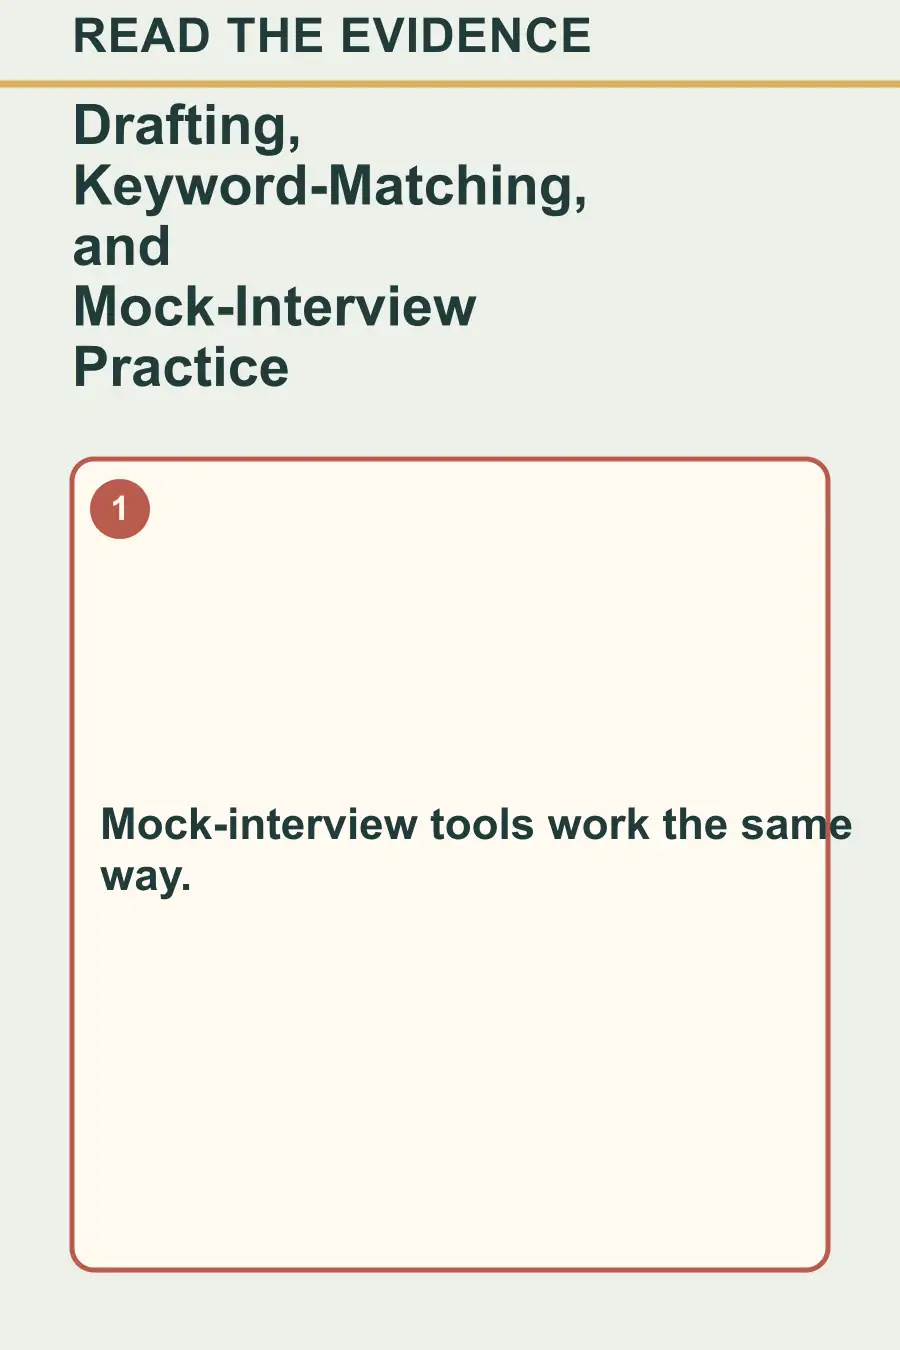 READ THE EVIDENCE
Drafting,
Keyword-Matching,
and
Mock-Interview
Practice
1
Mock-interview tools work the same
way.